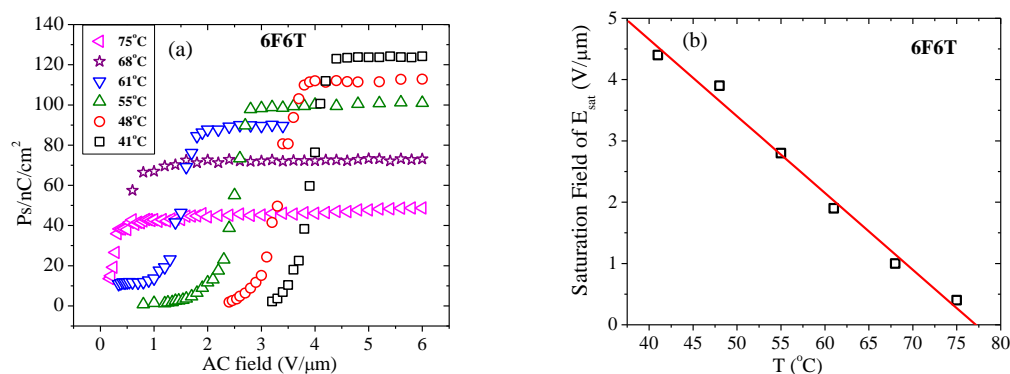 (a)
6F6T
75°C
68°C
61°C
55°C
48°C
41°C
Ps/nC/cm²
140
120
100
80
60
40
20
0
0 1 2 3 4 5 6
AC field (V/μm)
(b)
6F6T
Saturation Field of E_sat (V/μm)
5
4
3
2
1
0
40 45 50 55 60 65 70 75 80
T (°C)